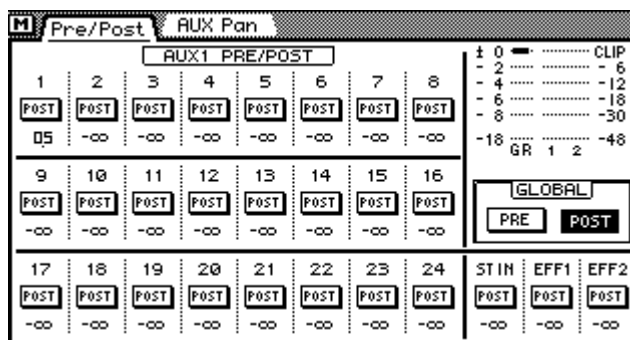 M Pre/Post AUX Pan
AUX1 PRE/POST
1 2 3 4 5 6 7 8
POST POST POST POST POST POST POST POST
0.5 -∞ -∞ -∞ -∞ -∞ -∞ -∞
9 10 11 12 13 14 15 16
POST POST POST POST POST POST POST POST
-∞ -∞ -∞ -∞ -∞ -∞ -∞ -∞
17 18 19 20 21 22 23 24
POST POST POST POST POST POST POST POST
-∞ -∞ -∞ -∞ -∞ -∞ -∞ -∞
± 0 CLIP
- 2 - 6
- 4 -12
- 6 -18
- 8 -30
-18 -48
GR 1 2
GLOBAL
PRE POST
ST IN EFF1 EFF2
POST POST POST
-∞ -∞ -∞